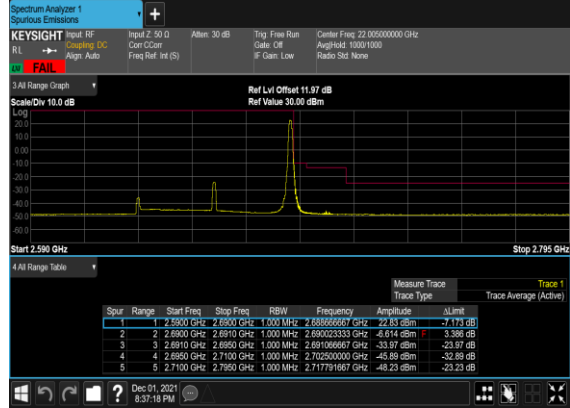 Spectrum Analyzer 1
Spurious Emissions
+
KEYSIGHT Input: RF Input Z: 50 Ω Atten: 30 dB Trig: Free Run Center Freq: 22.005000000 GHz
RL Coupling: DC Corr CCorr Gate: Off Avg|Hold: 1000/1000
Align: Auto Freq Ref: Int (S) IF Gain: Low Radio Std: None
FAIL
3 All Range Graph
Ref Lvl Offset 11.97 dB
Scale/Div 10.0 dB Ref Value 30.00 dBm
Log
20.0
10.0
0.00
-10.0
-20.0
-30.0
-40.0
-50.0
-60.0
Start 2.590 GHz Stop 2.795 GHz
4 All Range Table
Measure Trace Trace 1
Trace Type Trace Average (Active)
Spur Range Start Freq Stop Freq RBW Frequency Amplitude ΔLimit
1 1 2.5900 GHz 2.6900 GHz 1.000 MHz 2.688666667 GHz 22.83 dBm -7.173 dB
2 2 2.6900 GHz 2.6910 GHz 1.000 MHz 2.690023333 GHz -6.614 dBm F 3.386 dB
3 3 2.6910 GHz 2.6950 GHz 1.000 MHz 2.691066667 GHz -33.97 dBm -23.97 dB
4 4 2.6950 GHz 2.7100 GHz 1.000 MHz 2.702500000 GHz -45.89 dBm -32.89 dB
5 5 2.7100 GHz 2.7950 GHz 1.000 MHz 2.717791667 GHz -48.23 dBm -23.23 dB
? Dec 01, 2021
8:37:18 PM